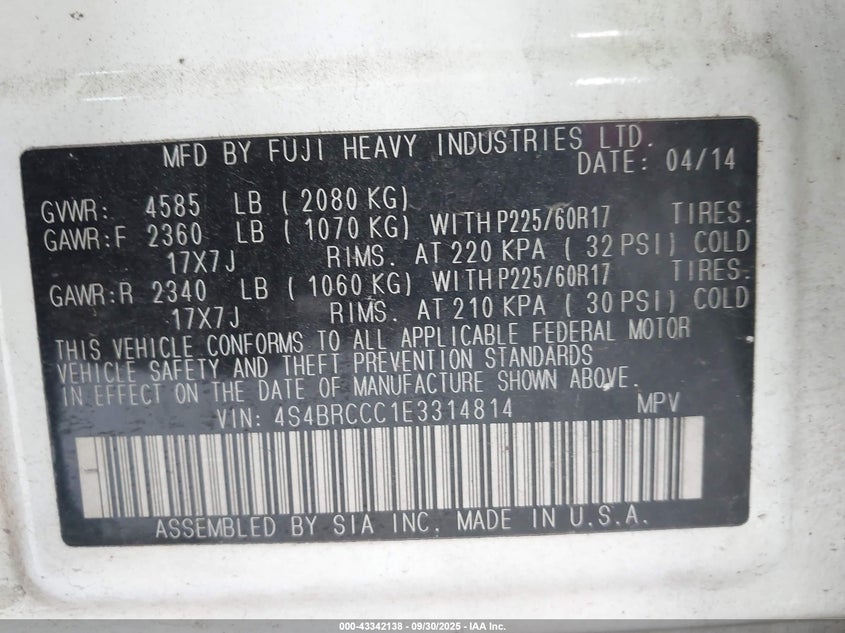 MFD BY FUJI HEAVY INDUSTRIES LTD.
DATE: 04/14
GVWR: 4585 LB ( 2080 KG)
GAWR:F 2360 LB ( 1070 KG) WITH P225/60R17 TIRES.
17X7J RIMS. AT 220 KPA ( 32 PSI) COLD
GAWR:R 2340 LB ( 1060 KG) WITH P225/60R17 TIRES.
17X7J RIMS. AT 210 KPA ( 30 PSI) COLD
THIS VEHICLE CONFORMS TO ALL APPLICABLE FEDERAL MOTOR
VEHICLE SAFETY AND THEFT PREVENTION STANDARDS
IN EFFECT ON THE DATE OF MANUFACTURE SHOWN ABOVE.
VIN: 4S4BRCCC1E3314814 MPV
ASSEMBLED BY SIA INC. MADE IN U.S.A.
000-43342138 - 09/30/2025 - IAA Inc.